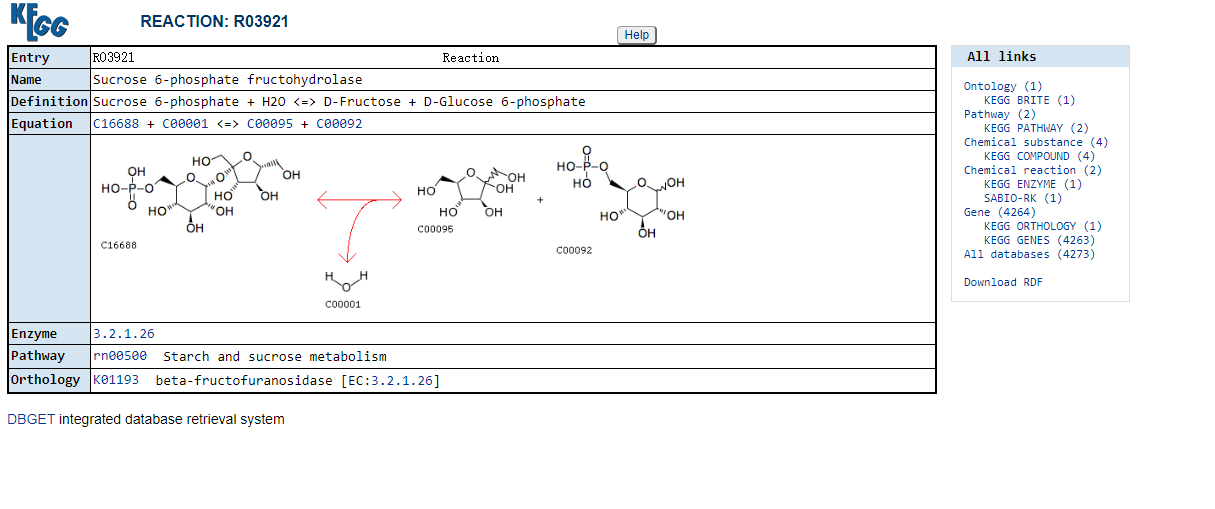 KEGG
REACTION: R03921
Help
Entry R03921 Reaction
Name Sucrose 6-phosphate fructohydrolase
Definition Sucrose 6-phosphate + H2O <=> D-Fructose + D-Glucose 6-phosphate
Equation C16688 + C00001 <=> C00095 + C00092
HO O OH
OH HO-P-O O O HO OH
O HO OH
OH
C16688
HO O OH OH
HO OH
C00095
+
O
HO-P-O
HO O OH
HO OH
OH
C00092
H H
O
C00001
Enzyme 3.2.1.26
Pathway rn00500 Starch and sucrose metabolism
Orthology K01193 beta-fructofuranosidase [EC:3.2.1.26]
DBGET integrated database retrieval system
All links
Ontology (1)
KEGG BRITE (1)
Pathway (2)
KEGG PATHWAY (2)
Chemical substance (4)
KEGG COMPOUND (4)
Chemical reaction (2)
KEGG ENZYME (1)
SABIO-RK (1)
Gene (4264)
KEGG ORTHOLOGY (1)
KEGG GENES (4263)
All databases (4273)
Download RDF